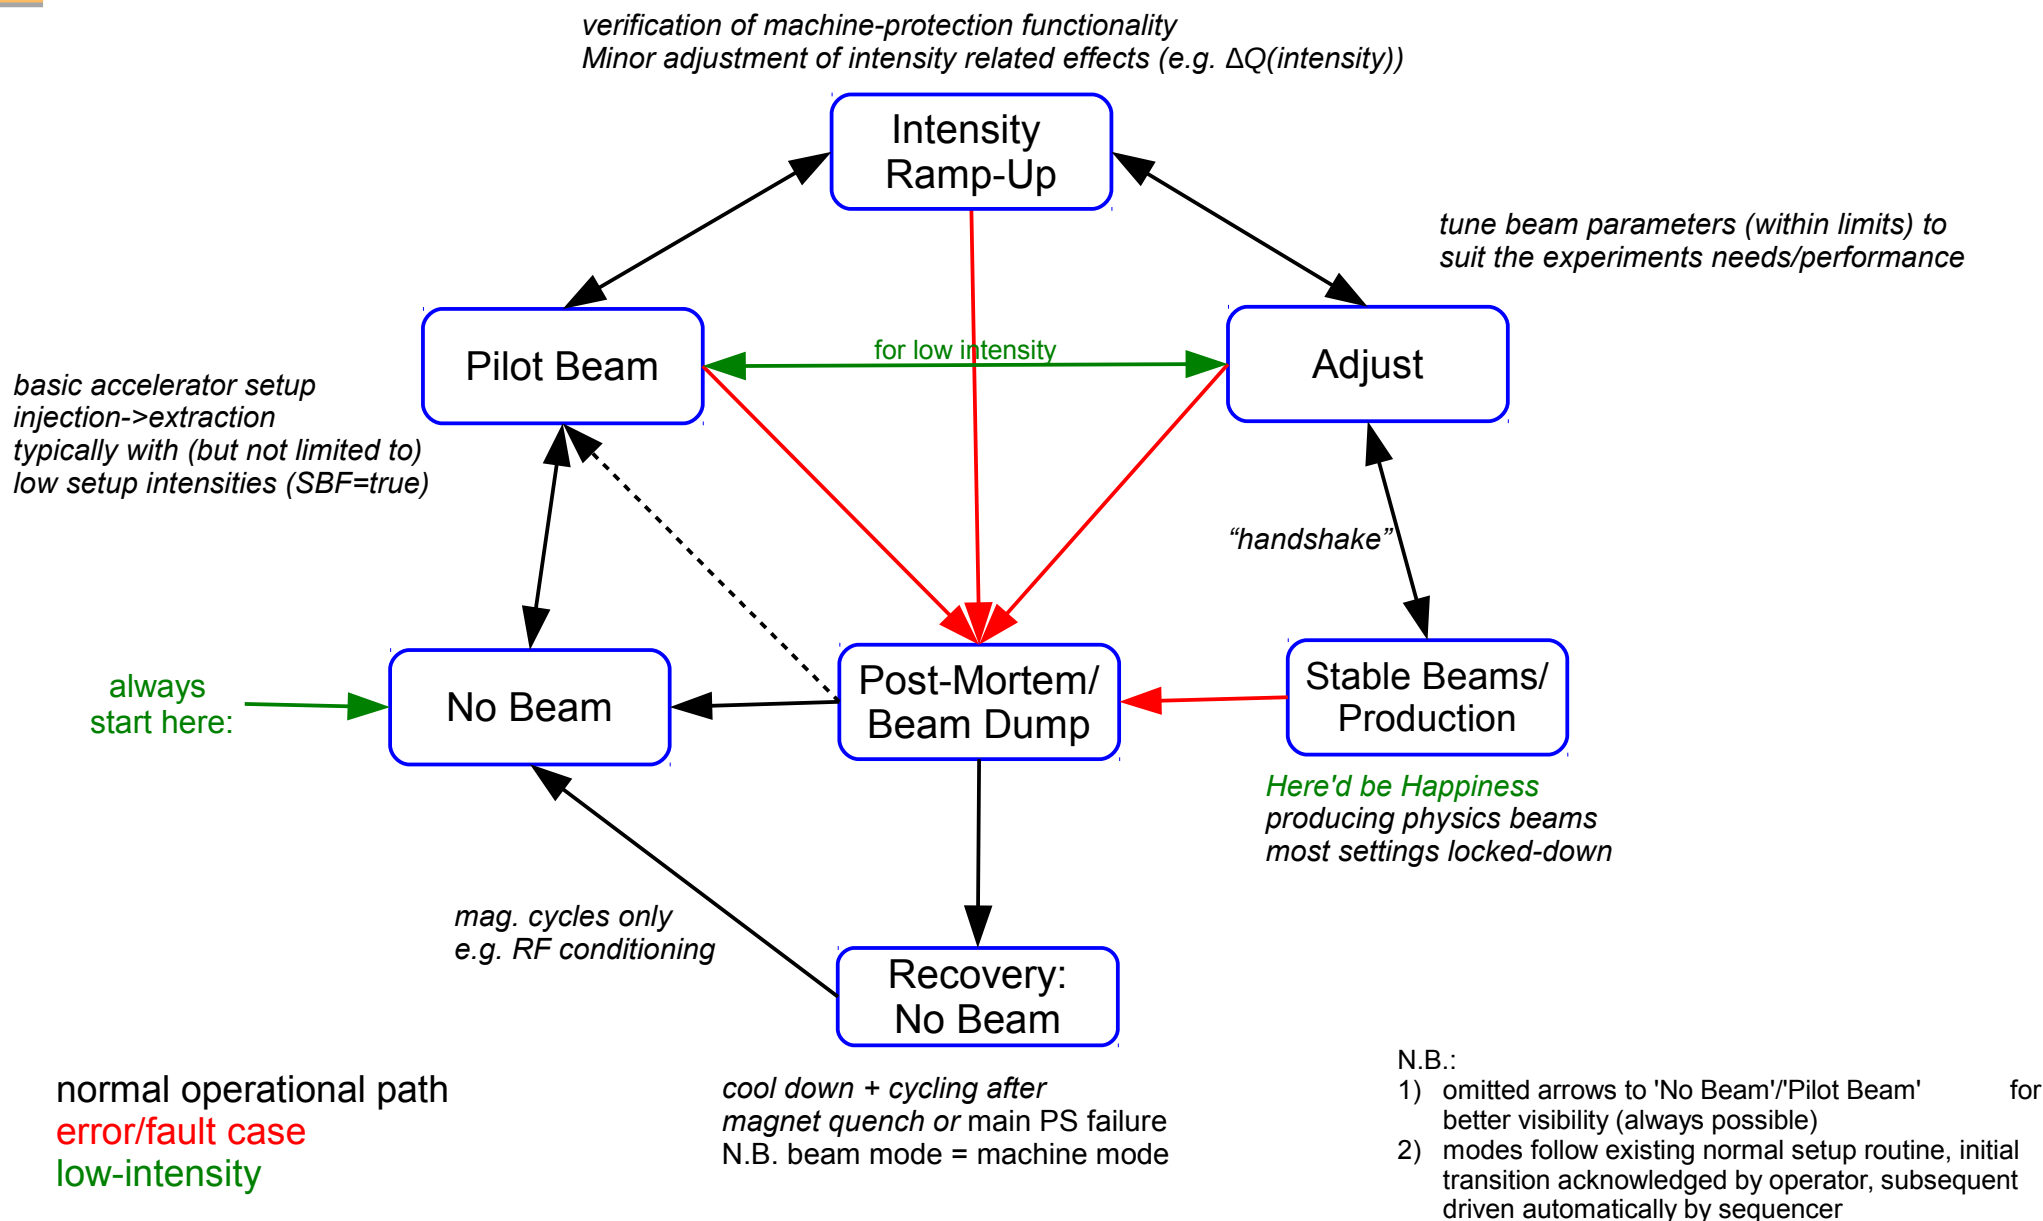 verification of machine-protection functionality
Minor adjustment of intensity related effects (e.g. ΔQ(intensity))
Intensity
Ramp-Up
tune beam parameters (within limits) to
suit the experiments needs/performance
Pilot Beam
for low intensity
Adjust
basic accelerator setup
injection->extraction
typically with (but not limited to)
low setup intensities (SBF=true)
“handshake”
always
start here:
No Beam
Post-Mortem/
Beam Dump
Stable Beams/
Production
Here'd be Happiness
producing physics beams
most settings locked-down
mag. cycles only
e.g. RF conditioning
Recovery:
No Beam
cool down + cycling after
magnet quench or main PS failure
N.B. beam mode = machine mode
normal operational path
error/fault case
low-intensity
N.B.:
1) omitted arrows to 'No Beam'/'Pilot Beam' for
better visibility (always possible)
2) modes follow existing normal setup routine, initial
transition acknowledged by operator, subsequent
driven automatically by sequencer